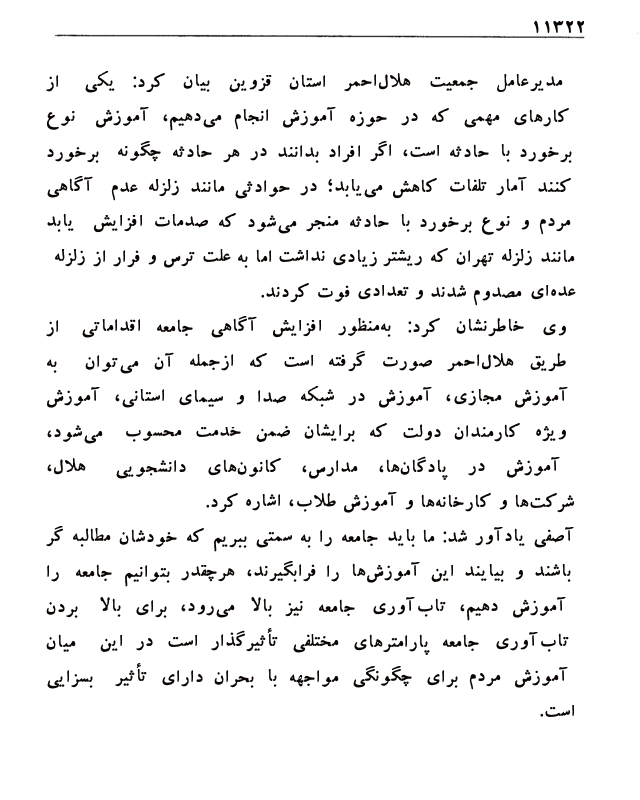 ۱۱۳۲۲
مدیرعامل جمعیت هلال‌احمر استان قزوین بیان کرد: یکی از
کارهای مهمی که در حوزه آموزش انجام می‌دهیم، آموزش نوع
برخورد با حادثه است، اگر افراد بدانند در هر حادثه چگونه برخورد
کنند آمار تلفات کاهش می‌یابد؛ در حوادثی مانند زلزله عدم آگاهی
مردم و نوع برخورد با حادثه منجر می‌شود که صدمات افزایش یابد
مانند زلزله تهران که ریشتر زیادی نداشت اما به علت ترس و فرار از زلزله
عده‌ای مصدوم شدند و تعدادی فوت کردند.
وی خاطرنشان کرد: به‌منظور افزایش آگاهی جامعه اقداماتی از
طریق هلال‌احمر صورت گرفته است که ازجمله آن می‌توان به
آموزش مجازی، آموزش در شبکه صدا و سیمای استانی، آموزش
ویژه کارمندان دولت که برایشان ضمن خدمت محسوب می‌شود،
آموزش در پادگان‌ها، مدارس، کانون‌های دانشجویی هلال،
شرکت‌ها و کارخانه‌ها و آموزش طلاب، اشاره کرد.
آصفی یادآور شد: ما باید جامعه را به سمتی ببریم که خودشان مطالبه گر
باشند و بیایند این آموزش‌ها را فرابگیرند، هرچقدر بتوانیم جامعه را
آموزش دهیم، تاب‌آوری جامعه نیز بالا می‌رود، برای بالا بردن
تاب‌آوری جامعه پارامترهای مختلفی تأثیرگذار است در این میان
آموزش مردم برای چگونگی مواجهه با بحران دارای تأثیر بسزایی
است.